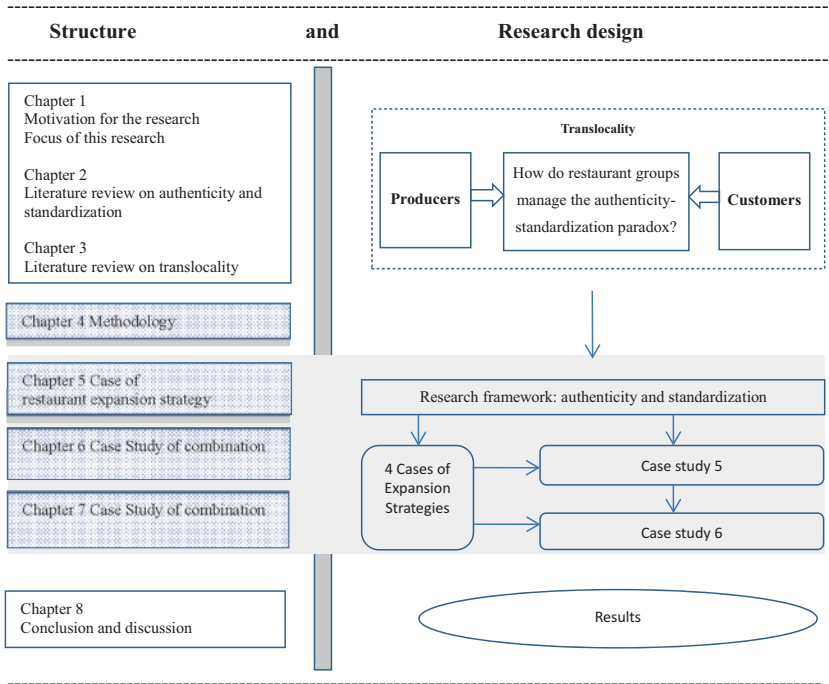 Structure and Research design
Chapter 1
Motivation for the research
Focus of this research
Chapter 2
Literature review on authenticity and
standardization
Chapter 3
Literature review on translocality
Chapter 4 Methodology
Chapter 5 Case of
restaurant expansion strategy
Chapter 6 Case Study of combination
Chapter 7 Case Study of combination
Chapter 8
Conclusion and discussion
Translocality
Producers
How do restaurant groups
manage the authenticity-
standardization paradox?
Customers
Research framework: authenticity and standardization
4 Cases of
Expansion
Strategies
Case study 5
Case study 6
Results